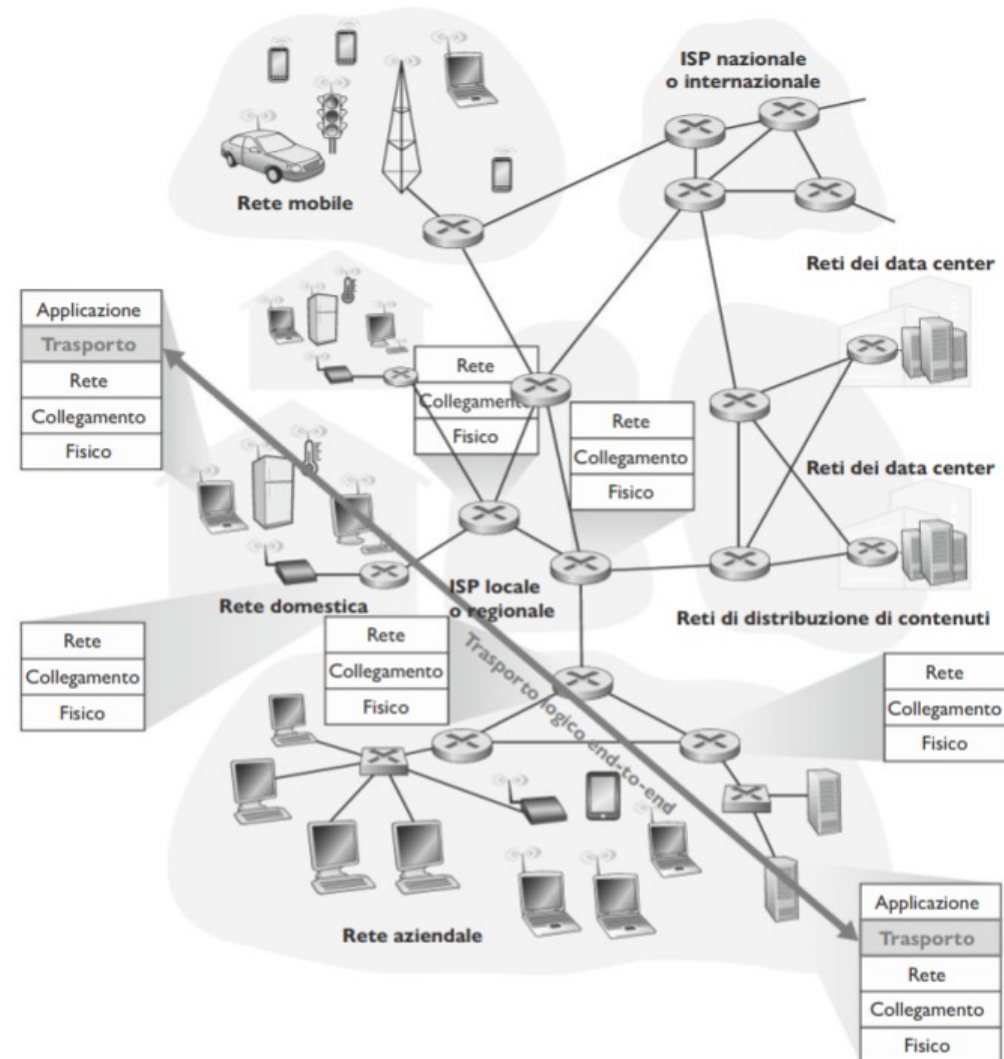 ISP nazionale
o internazionale
Rete mobile
Reti dei data center
Applicazione
Trasporto
Rete
Collegamento
Fisico
Rete
Collegamento
Fisico
Rete
Collegamento
Fisico
Reti dei data center
Rete domestica
ISP locale
o regionale
Reti di distribuzione di contenuti
Rete
Collegamento
Fisico
Rete
Collegamento
Fisico
Trasporto logico end-to-end
Rete
Collegamento
Fisico
Rete aziendale
Applicazione
Trasporto
Rete
Collegamento
Fisico